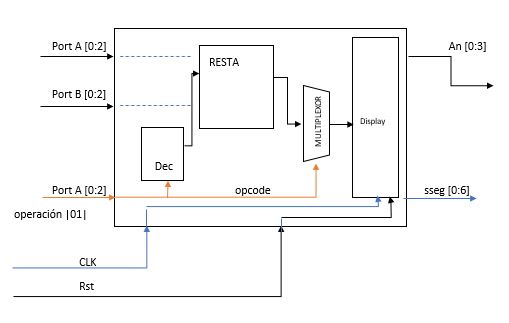 Port A [0:2]
An [0:3]
RESTA
Port B [0:2]
MULTIPLEXOR
Display
Dec
Port A [0:2]
opcode
sseg [0:6]
operación |01|
CLK
Rst